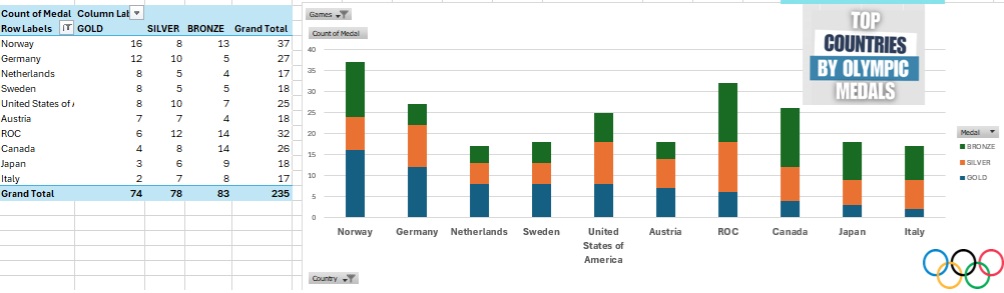 Count of Medal Column Lab
Row Labels GOLD SILVER BRONZE Grand Total
Norway 16 8 13 37
Germany 12 10 5 27
Netherlands 8 5 4 17
Sweden 8 5 5 18
United States of A 8 10 7 25
Austria 7 7 4 18
ROC 6 12 14 32
Canada 4 8 14 26
Japan 3 6 9 18
Italy 2 7 8 17
Grand Total 74 78 83 235
Games
Count of Medal
TOP
COUNTRIES
BY OLYMPIC
MEDALS
40
35
30
25
20
15
10
5
0
Norway Germany Netherlands Sweden United Austria ROC Canada Japan Italy
States of
America
Medal
BRONZE
SILVER
GOLD
Country